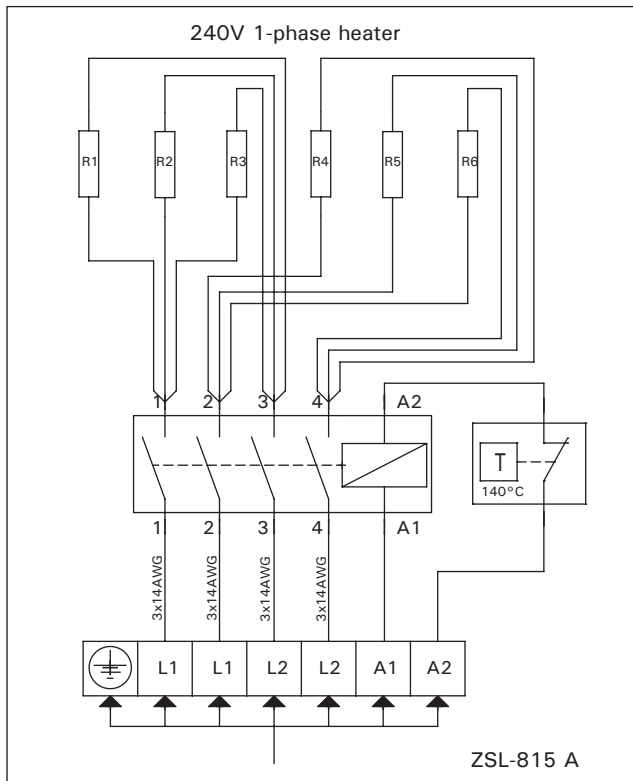 240V 1-phase heater
R1 R2 R3 R4 R5 R6
1 2 3 4 A2
T
140°C
1 2 3 4 A1
3x14AWG 3x14AWG 3x14AWG 3x14AWG
L1 L1 L2 L2 A1 A2
ZSL-815 A